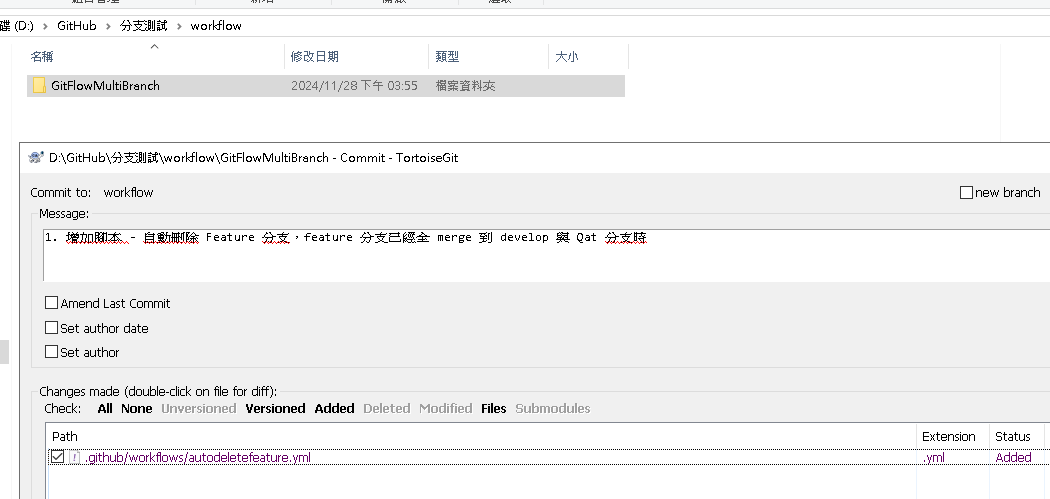 碟 (D:) > GitHub > 分支測試 > workflow
名稱 修改日期 類型 大小
GitFlowMultiBranch 2024/11/28 下午 03:55 檔案資料夾
D:\GitHub\分支測試\workflow\GitFlowMultiBranch - Commit - TortoiseGit
Commit to: workflow new branch
Message:
1. 增加腳本 - 自動刪除 Feature 分支，feature 分支已經全 merge 到 develop 與 Qat 分支時
Amend Last Commit
Set author date
Set author
Changes made (double-click on file for diff):
Check: All None Unversioned Versioned Added Deleted Modified Files Submodules
Path Extension Status
.github/workflows/autodeletefeature.yml .yml Added